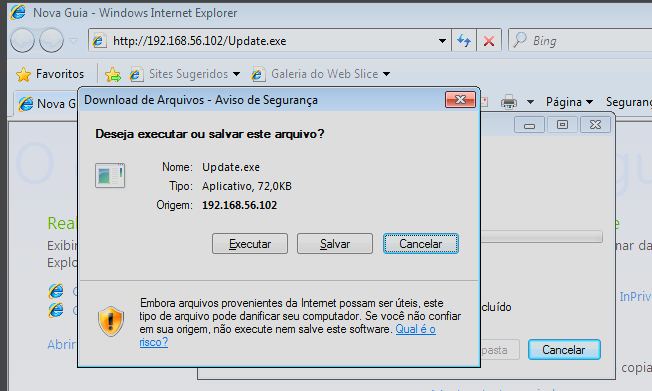 Nova Guia - Windows Internet Explorer
http://192.168.56.102/Update.exe
Bing
Favoritos
Sites Sugeridos
Galeria do Web Slice
Nova G
Página
Seguran
Download de Arquivos - Aviso de Segurança
Deseja executar ou salvar este arquivo?
Nome: Update.exe
Tipo: Aplicativo, 72,0KB
Origem: 192.168.56.102
Executar
Salvar
Cancelar
Embora arquivos provenientes da Internet possam ser úteis, este
tipo de arquivo pode danificar seu computador. Se você não confiar
em sua origem, não execute nem salve este software. Qual é o
risco?
O
gu
Real
Exibir
Explo
Abrir
e
nar da
InPriv
cluído
pasta
Cancelar
copia